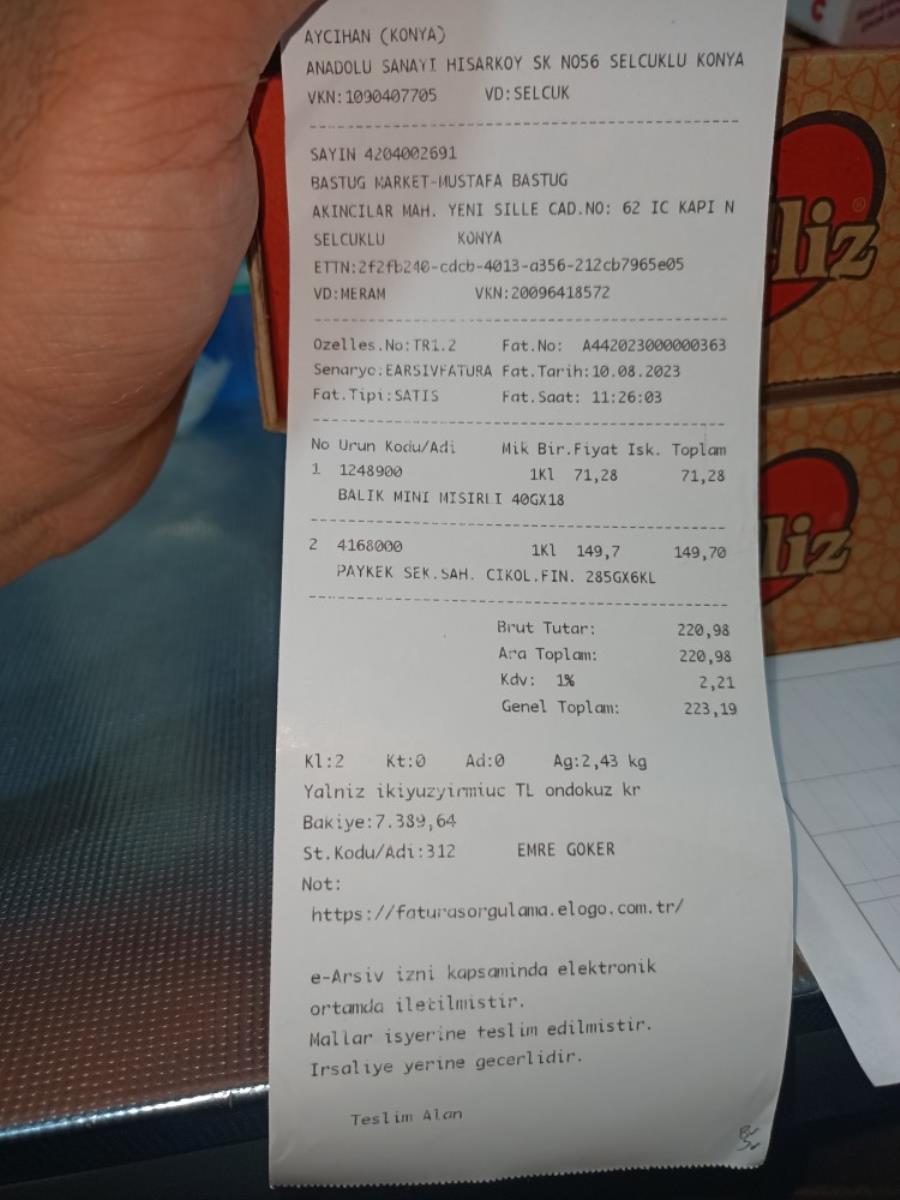 AYCIHAN (KONYA)
ANADOLU SANAYI HISARKOY SK NO56 SELCUKLU KONYA
VKN:1090407705 VD:SELCUK
SAYIN 4204002691
BASTUG MARKET-MUSTAFA BASTUG
AKINCILAR MAH. YENI SILLE CAD.NO: 62 IC KAPI N
SELCUKLU KONYA
ETTN:2f2fb240-cdcb-4013-a356-212cb7965e05
VD:MERAM VKN:20096418572
Ozelles.No:TR1.2 Fat.No: A442023000000363
Senaryo:EARSIVFATURA Fat.Tarih:10.08.2023
Fat.Tipi:SATIS Fat.Saat: 11:26:03
No Urun Kodu/Adi Mik Bir.Fiyat Isk. Toplam
1 1248900 1Kl 71,28 71,28
BALIK MINI MISIRLI 40GX18
2 4168000 1Kl 149,7 149,70
PAYKEK SEK.SAH. CIKOL.FIN. 285GX6KL
Brut Tutar: 220,98
Ara Toplam: 220,98
Kdv: 1% 2,21
Genel Toplam: 223,19
Kl:2 Kt:0 Ad:0 Ag:2,43 kg
Yalniz ikiyuzyirmiuc TL ondokuz kr
Bakiye:7.389,64
St.Kodu/Adi:312 EMRE GOKER
Not:
https://faturasorgulama.elogo.com.tr/
e-Arsiv izni kapsaminda elektronik
ortamda iletilmistir.
Mallar isyerine teslim edilmistir.
Irsaliye yerine gecerlidir.
Teslim Alan
liz
liz